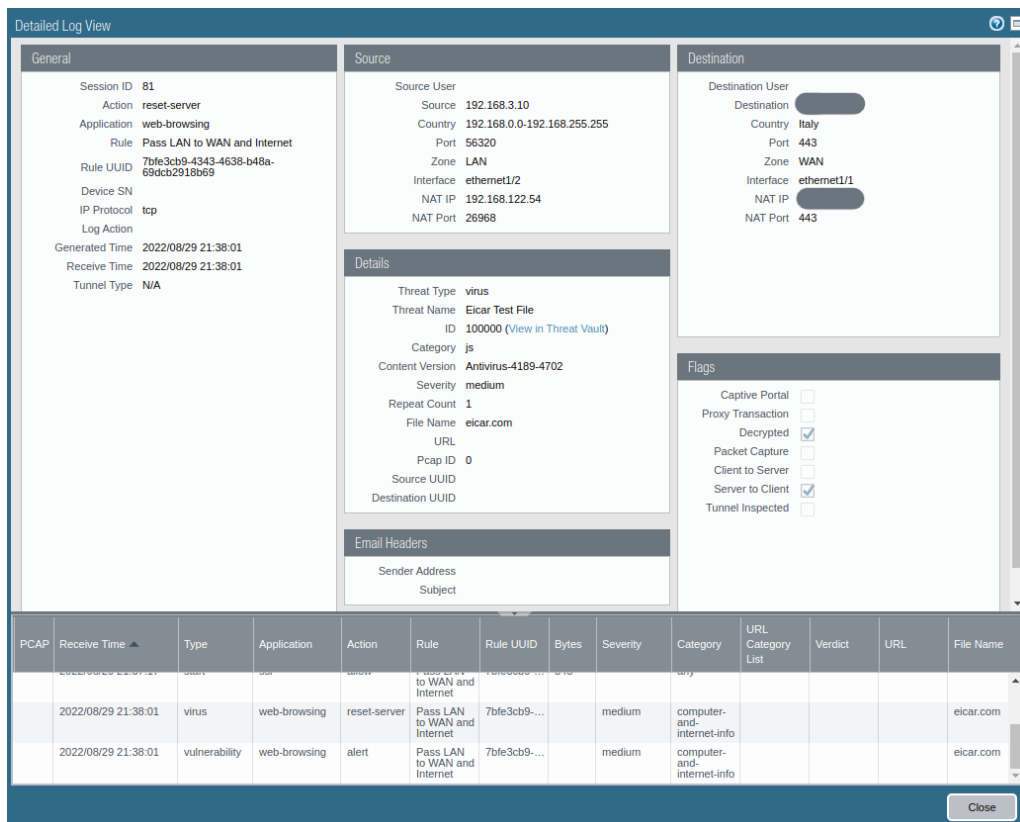 Detailed Log View
General
Session ID 81
Action reset-server
Application web-browsing
Rule Pass LAN to WAN and Internet
Rule UUID 7bfe3cb9-4343-4638-b48a-
69dcb2918b69
Device SN
IP Protocol tcp
Log Action
Generated Time 2022/08/29 21:38:01
Receive Time 2022/08/29 21:38:01
Tunnel Type N/A
Source
Source User
Source 192.168.3.10
Country 192.168.0.0-192.168.255.255
Port 56320
Zone LAN
Interface ethernet1/2
NAT IP 192.168.122.54
NAT Port 26968
Details
Threat Type virus
Threat Name Eicar Test File
ID 100000 (View in Threat Vault)
Category js
Content Version Antivirus-4189-4702
Severity medium
Repeat Count 1
File Name eicar.com
URL
Pcap ID 0
Source UUID
Destination UUID
Email Headers
Sender Address
Subject
Destination
Destination User
Destination
Country Italy
Port 443
Zone WAN
Interface ethernet1/1
NAT IP
NAT Port 443
Flags
Captive Portal
Proxy Transaction
Decrypted
Packet Capture
Client to Server
Server to Client
Tunnel Inspected
PCAP Receive Time Type Application Action Rule Rule UUID Bytes Severity Category URL Category List Verdict URL File Name
to WAN and
Internet
2022/08/29 21:38:01 virus web-browsing reset-server Pass LAN to WAN and Internet 7bfe3cb9-... medium computer-and-internet-info eicar.com
2022/08/29 21:38:01 vulnerability web-browsing alert Pass LAN to WAN and Internet 7bfe3cb9-... medium computer-and-internet-info eicar.com
Close